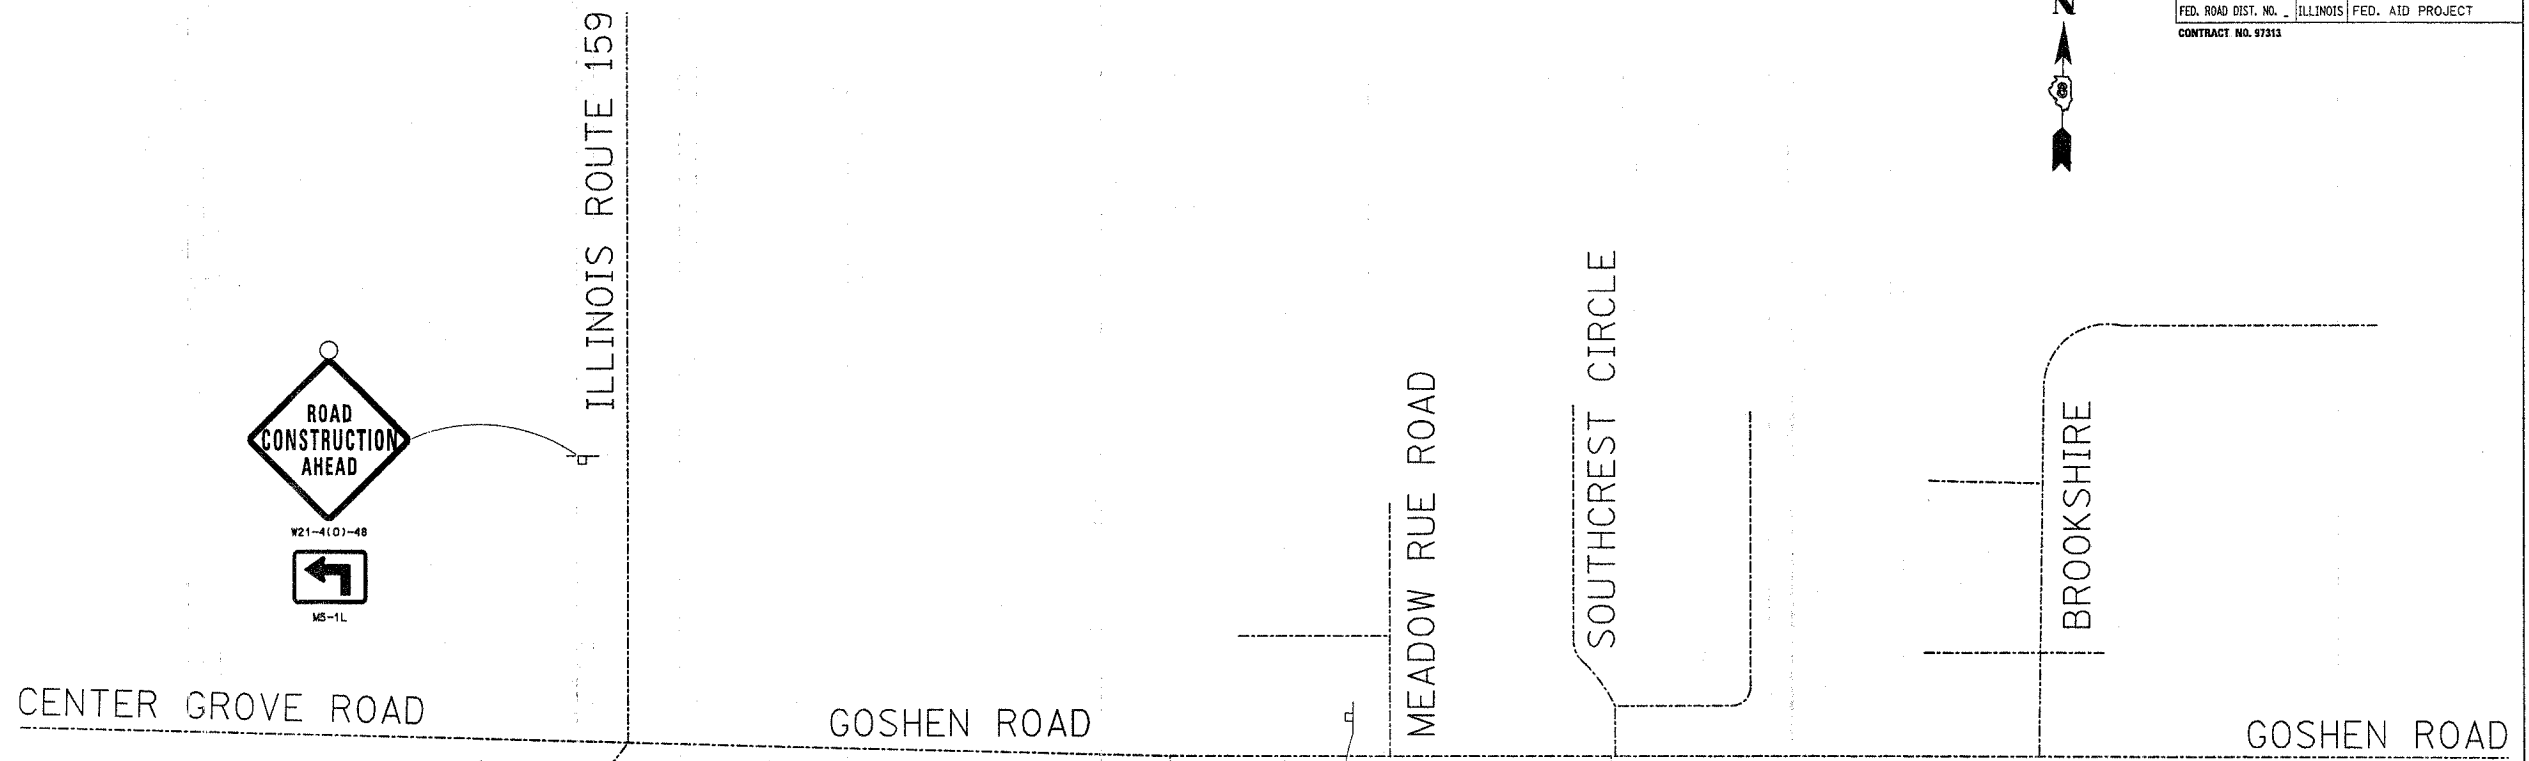 N
FED. ROAD DIST. NO. _ ILLINOIS FED. AID PROJECT
CONTRACT NO. 97313
8
ILLINOIS ROUTE 159
ROAD
CONSTRUCTION
AHEAD
W21-4(O)-48
M5-1L
CENTER GROVE ROAD
GOSHEN ROAD
MEADOW RUE ROAD
SOUTHCREST CIRCLE
BROOKSHIRE
GOSHEN ROAD